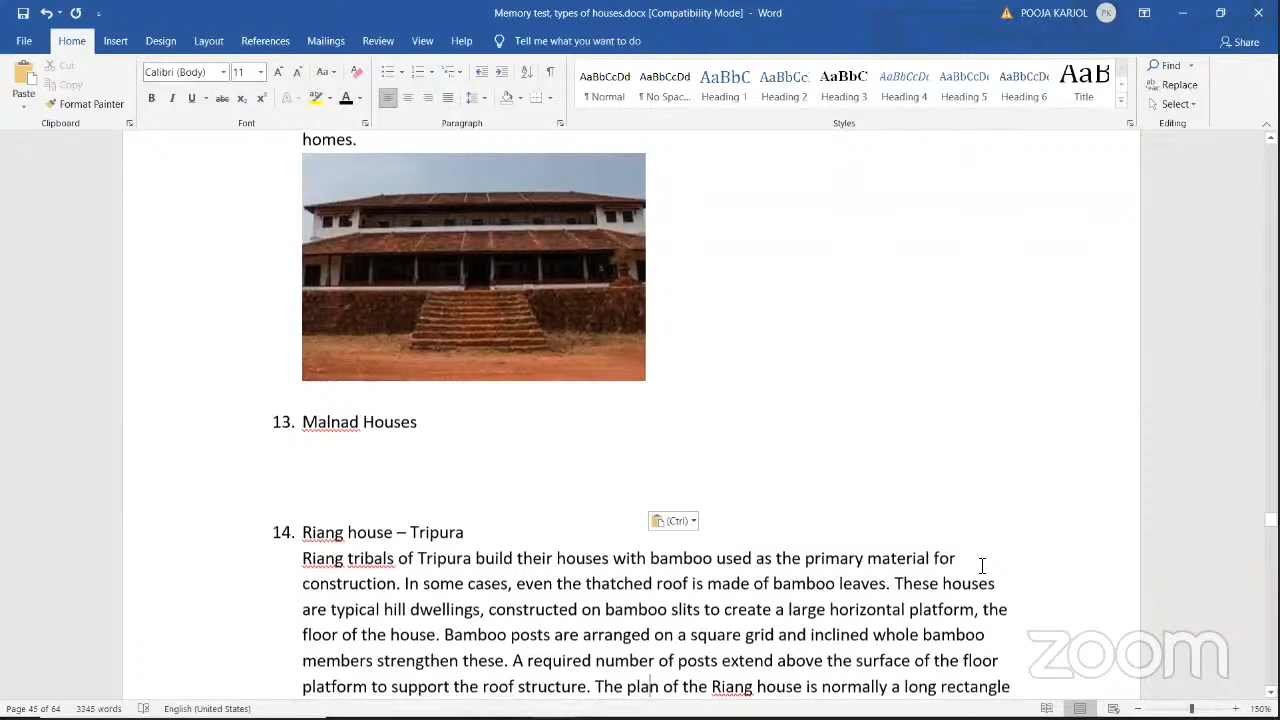 Memory test, types of houses.docx [Compatibility Mode] - Word
POOJA KARJOL
PK
File Home Insert Design Layout References Mailings Review View Help Tell me what you want to do
Share
Paste
Cut
Copy
Format Painter
Clipboard
Calibri (Body) 11
Font
Paragraph
AaBbCcDd AaBbCcDd AaBbC AaBbCc AaBbC AaBbCcDd AaBbCcD AaBbCcD AaB
¶ Normal ¶ No Spac... Heading 1 Heading 2 Heading 3 Heading 4 Heading 5 Heading 6 Title
Styles
Find
Replace
Select
Editing
homes.
13. Malnad Houses
(Ctrl)
14. Riang house – Tripura
Riang tribals of Tripura build their houses with bamboo used as the primary material for
construction. In some cases, even the thatched roof is made of bamboo leaves. These houses
are typical hill dwellings, constructed on bamboo slits to create a large horizontal platform, the
floor of the house. Bamboo posts are arranged on a square grid and inclined whole bamboo
members strengthen these. A required number of posts extend above the surface of the floor
platform to support the roof structure. The plan of the Riang house is normally a long rectangle
zoom
Page 45 of 64 3345 words English (United States)
150%